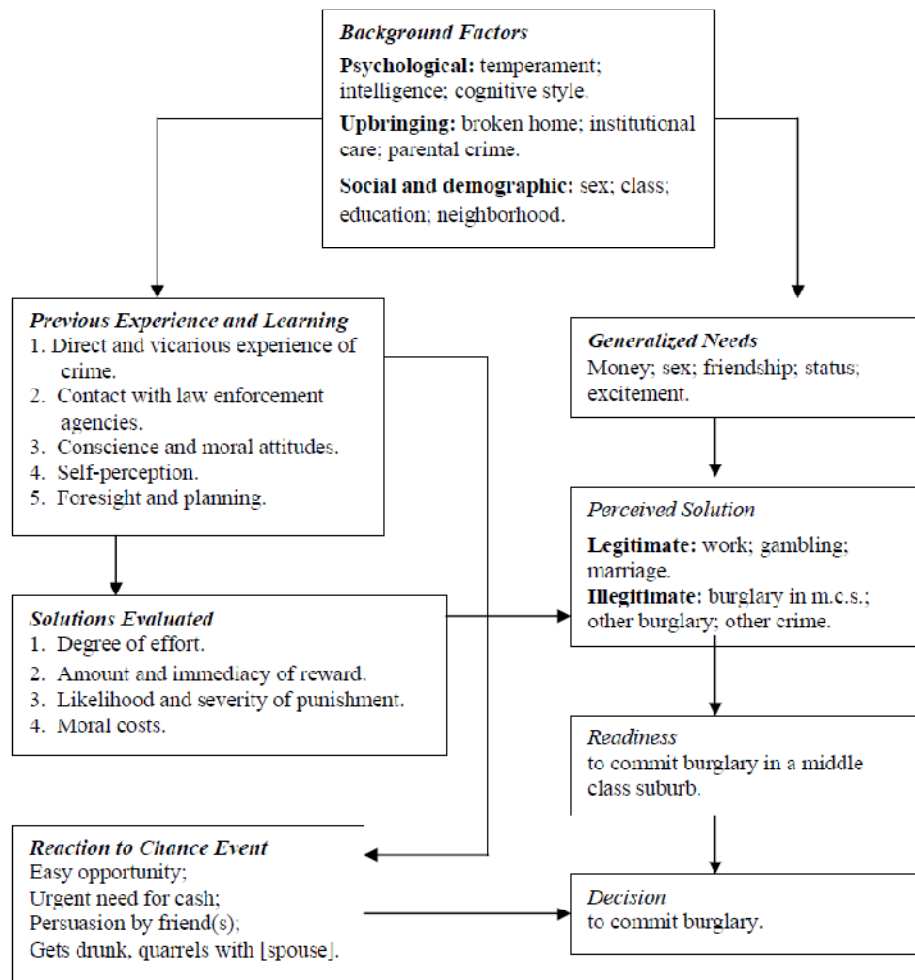 Background Factors
Psychological: temperament;
intelligence; cognitive style.
Upbringing: broken home; institutional
care; parental crime.
Social and demographic: sex; class;
education; neighborhood.
Previous Experience and Learning
1. Direct and vicarious experience of
crime.
2. Contact with law enforcement
agencies.
3. Conscience and moral attitudes.
4. Self-perception.
5. Foresight and planning.
Generalized Needs
Money; sex; friendship; status;
excitement.
Perceived Solution
Legitimate: work; gambling;
marriage.
Illegitimate: burglary in m.c.s.;
other burglary; other crime.
Solutions Evaluated
1. Degree of effort.
2. Amount and immediacy of reward.
3. Likelihood and severity of punishment.
4. Moral costs.
Readiness
to commit burglary in a middle
class suburb.
Reaction to Chance Event
Easy opportunity;
Urgent need for cash;
Persuasion by friend(s);
Gets drunk, quarrels with [spouse].
Decision
to commit burglary.